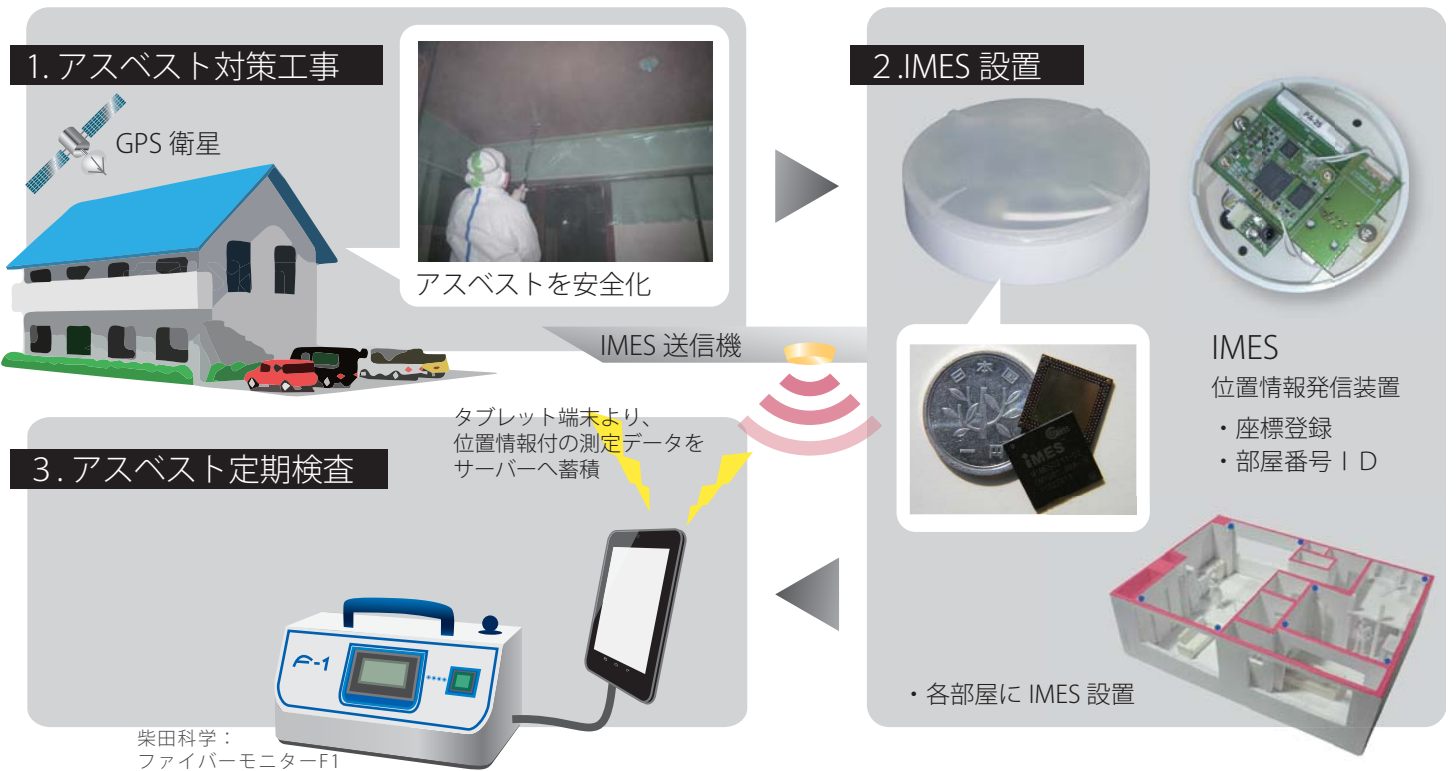 1. アスベスト対策工事
GPS 衛星
アスベストを安全化
IMES 送信機
２.IMES 設置
PA-25
日本国
一円
iMES
IMES
位置情報発信装置
・座標登録
・部屋番号ＩＤ
・各部屋に IMES 設置
３. アスベスト定期検査
タブレット端末より、
位置情報付の測定データを
サーバーへ蓄積
F-1
柴田科学：
ファイバーモニターF1